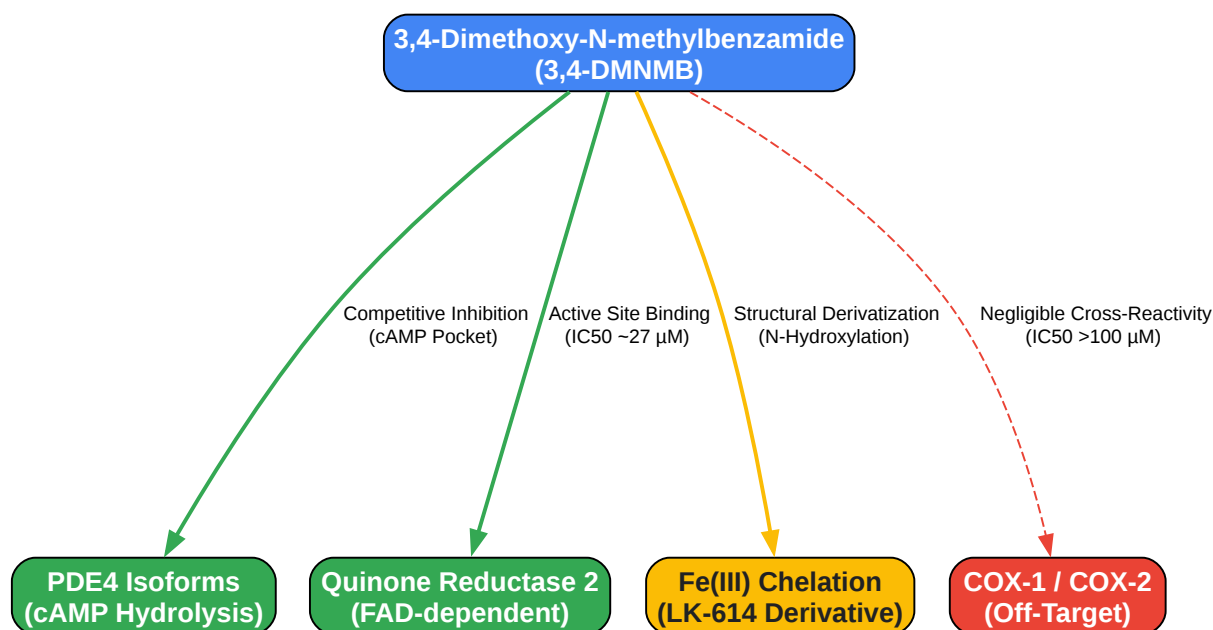 3,4-Dimethoxy-N-methylbenzamide
(3,4-DMNMB)
Competitive Inhibition
(cAMP Pocket)
Active Site Binding
(IC50 ~27 µM)
Structural Derivatization
(N-Hydroxylation)
Negligible Cross-Reactivity
(IC50 >100 µM)
PDE4 Isoforms
(cAMP Hydrolysis)
Quinone Reductase 2
(FAD-dependent)
Fe(III) Chelation
(LK-614 Derivative)
COX-1 / COX-2
(Off-Target)